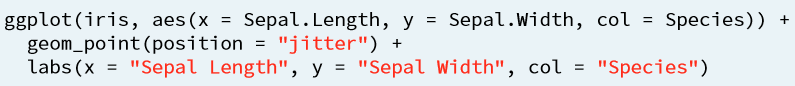 ggplot(iris, aes(x = Sepal.Length, y = Sepal.Width, col = Species)) +
  geom_point(position = "jitter") +
  labs(x = "Sepal Length", y = "Sepal Width", col = "Species")